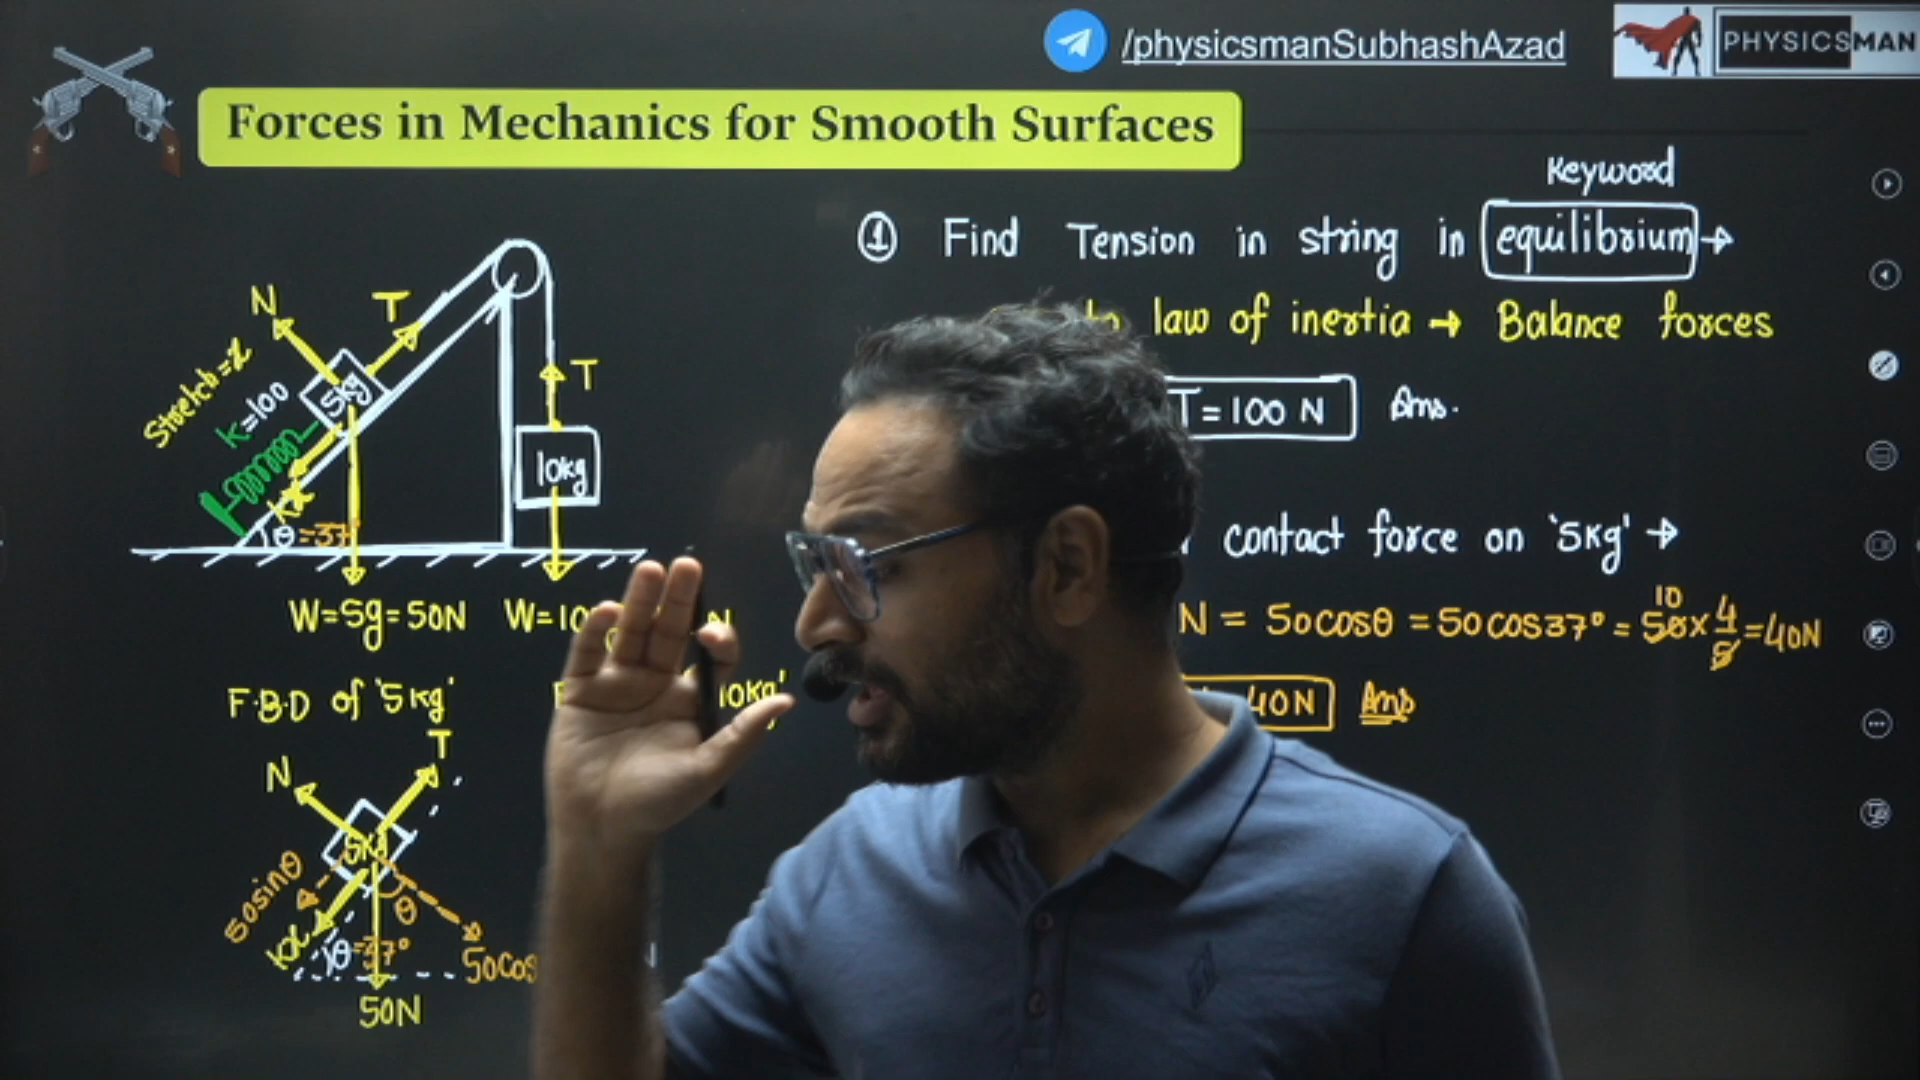 /physicsmanSubhashAzad
PHYSICSMAN
Forces in Mechanics for Smooth Surfaces
Keyword
① Find Tension in string in equilibrium →
law of inertia → Balance forces
T = 100 N Ans.
contact force on '5kg' →
N = 50cosθ = 50cos37° = 50 × 4/5 = 40N
10
40N Ans
N
T
Stretch = x
K=100
5kg
T
10kg
Kx
θ = 37°
W=5g=50N W=10
N
F.B.D of '5kg'
10kg'
N
T
5kg
50sinθ
Kx
θ
θ=37°
50cos
50N